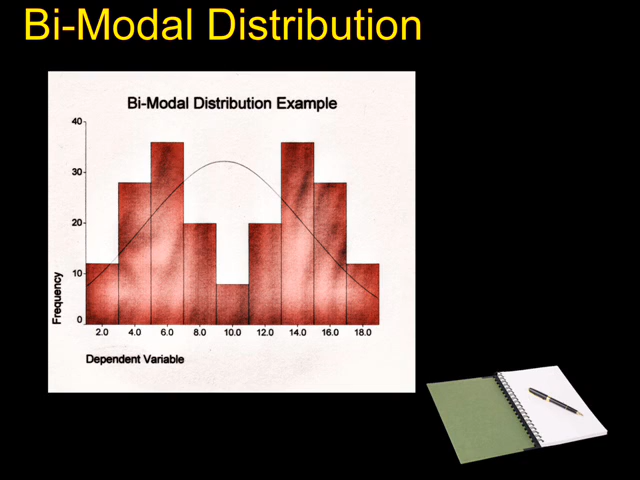 Bi-Modal Distribution
Bi-Modal Distribution Example
40
30
20
10
0
Frequency
2.0 4.0 6.0 8.0 10.0 12.0 14.0 16.0 18.0
Dependent Variable